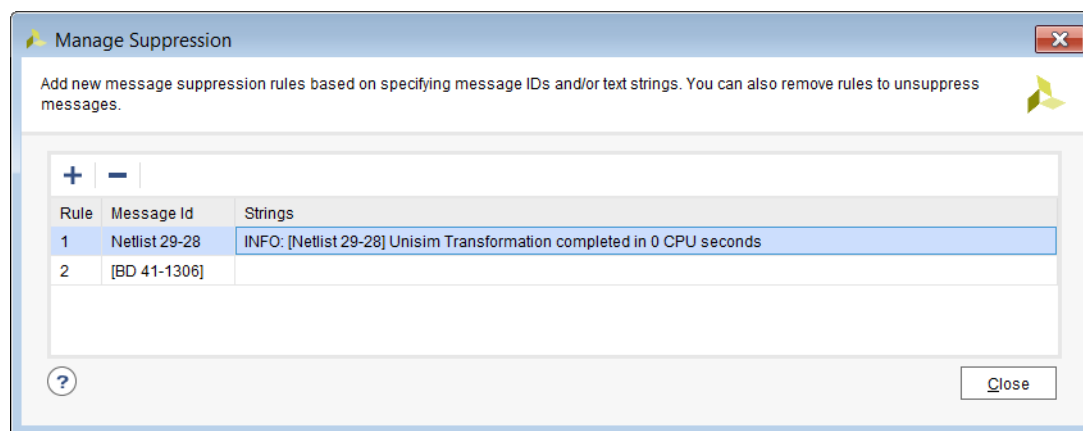 Manage Suppression
Add new message suppression rules based on specifying message IDs and/or text strings. You can also remove rules to unsuppress
messages.
Rule Message Id Strings
1 Netlist 29-28 INFO: [Netlist 29-28] Unisim Transformation completed in 0 CPU seconds
2 [BD 41-1306]
?
Close